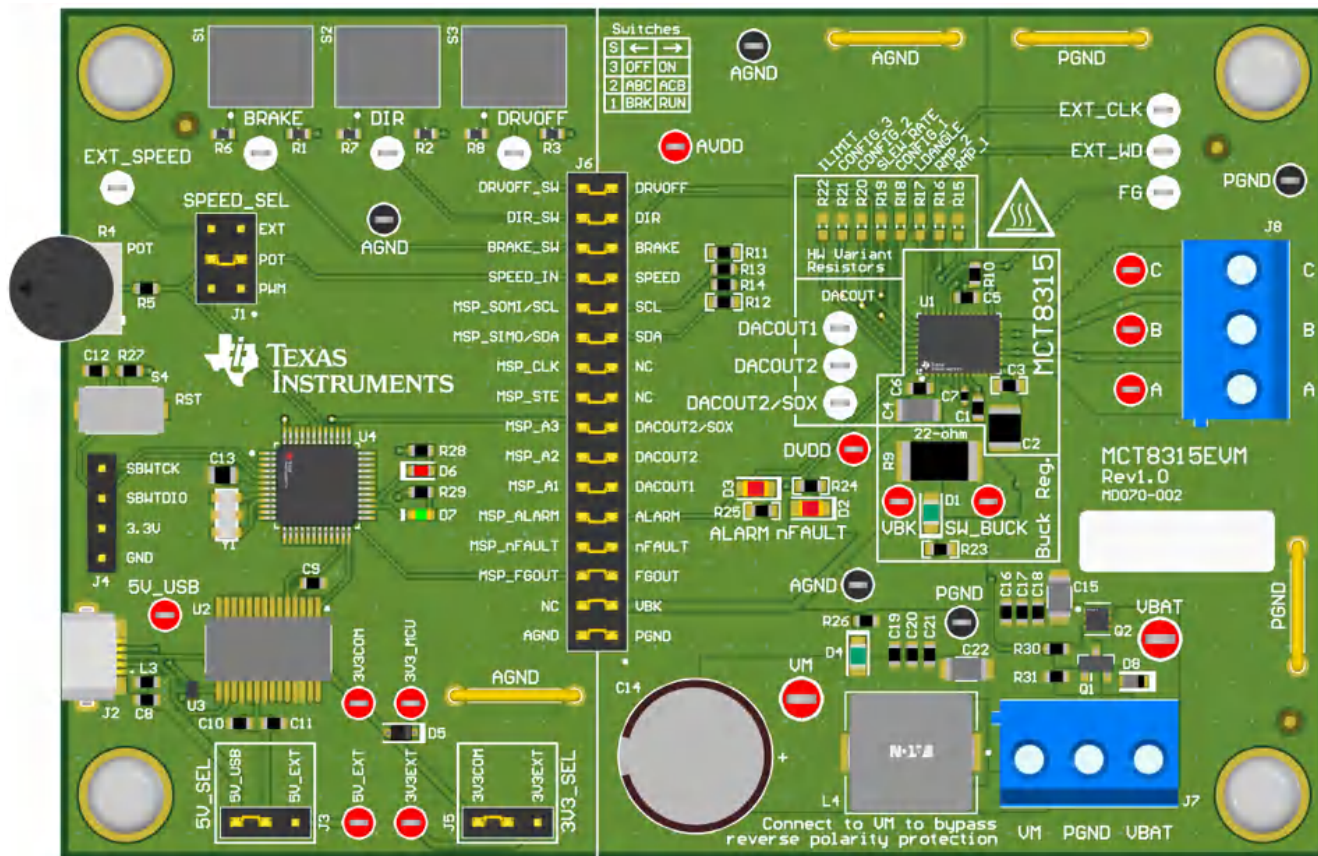 S1
S2
S3
Switches
S ← →
3 OFF ON
2 ABC ACB
1 BRK RUN
AGND
AGND
PGND
BRAKE
DIR
DRVOFF
R6
R1
R7
R2
R8
R3
EXT_SPEED
AVDD
EXT_CLK
EXT_WD
FG
PGND
ILIMIT
CONFIG_3
CONFIG_2
SLEW_RATE
CONFIG_1
LDANGLE
RMP_2
RMP_1
R22
R21
R20
R19
R18
R17
R16
R15
HW Variant
Resistors
J6
DRVOFF_SW DRVOFF
DIR_SW DIR
BRAKE_SW BRAKE
SPEED_IN SPEED
MSP_SOMI/SCL SCL
MSP_SIMO/SDA SDA
MSP_CLK NC
MSP_STE NC
MSP_A3 DACOUT2/SOX
MSP_A2 DACOUT2
MSP_A1 DACOUT1
MSP_ALARM ALARM
MSP_nFAULT nFAULT
MSP_FGOUT FGOUT
NC VBK
AGND PGND
SPEED_SEL
EXT
POT
PWM
J1
AGND
R4
POT
R5
R11
R13
R14
R12
DACOUT
DACOUT1
DACOUT2
DACOUT2/SOX
R10
C5
U1
MCT8315
C3
C6
C4
C7
C1
C2
J8
C C
B B
A A
TEXAS
INSTRUMENTS
C12
R27
S4
RST
U4
C13
Y1
R28
D6
R29
D7
SBWTCK
SBWTDIO
3.3V
GND
J4
DVDD
D3
R24
R25
D2
ALARM
nFAULT
22-ohm
R9
D1
VBK
SW_BUCK
R23
Buck Reg.
MCT8315EVM
Rev1.0
MD070-002
PGND
5V_USB
U2
C9
L3
J2
C8
U3
C10
C11
3V3COM
3V3_MCU
AGND
D5
5V_SEL
5V_USB
5V_EXT
J3
5V_EXT
3V3EXT
J5
3V3COM
3V3EXT
3V3_SEL
AGND
PGND
R26
D4
C19
C20
C21
C22
C16
C17
C18
C15
Q2
VBAT
R30
R31
Q1
D8
C14
+
VM
L4
J7
VM PGND VBAT
Connect to VM to bypass
reverse polarity protection